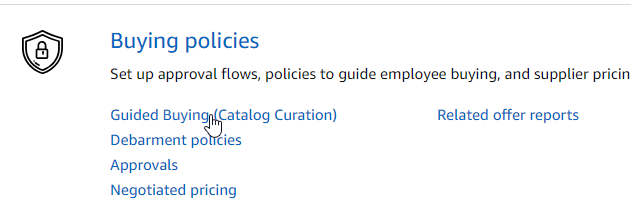 Buying policies
Set up approval flows, policies to guide employee buying, and supplier pricin
Guided Buying (Catalog Curation)
Related offer reports
Debarment policies
Approvals
Negotiated pricing